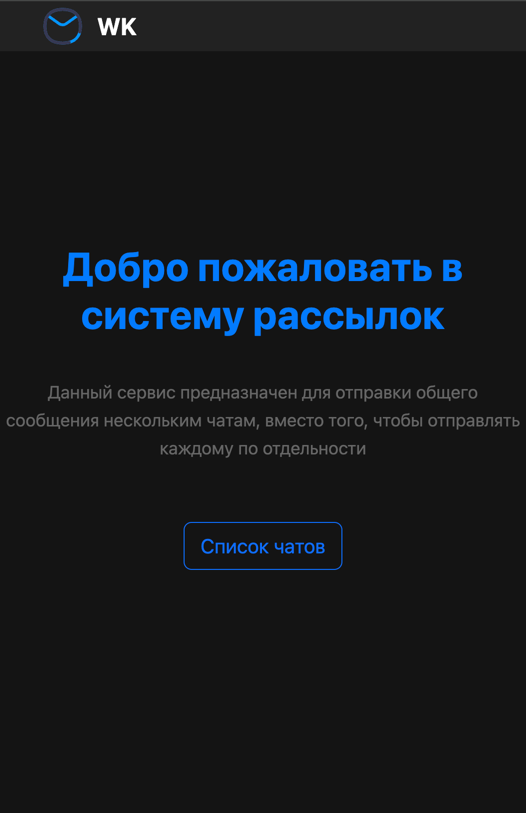 WK
Добро пожаловать в
систему рассылок
Данный сервис предназначен для отправки общего
сообщения нескольким чатам, вместо того, чтобы отправлять
каждому по отдельности
Список чатов